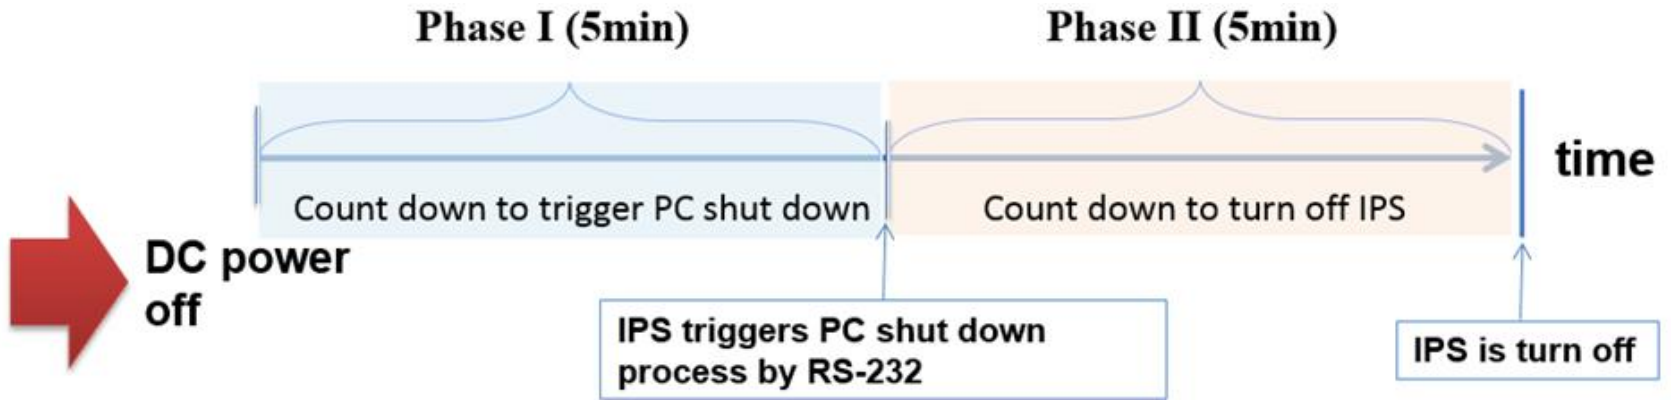 Phase I (5min)
Phase II (5min)
time
Count down to trigger PC shut down
Count down to turn off IPS
DC power
off
IPS triggers PC shut down
process by RS-232
IPS is turn off